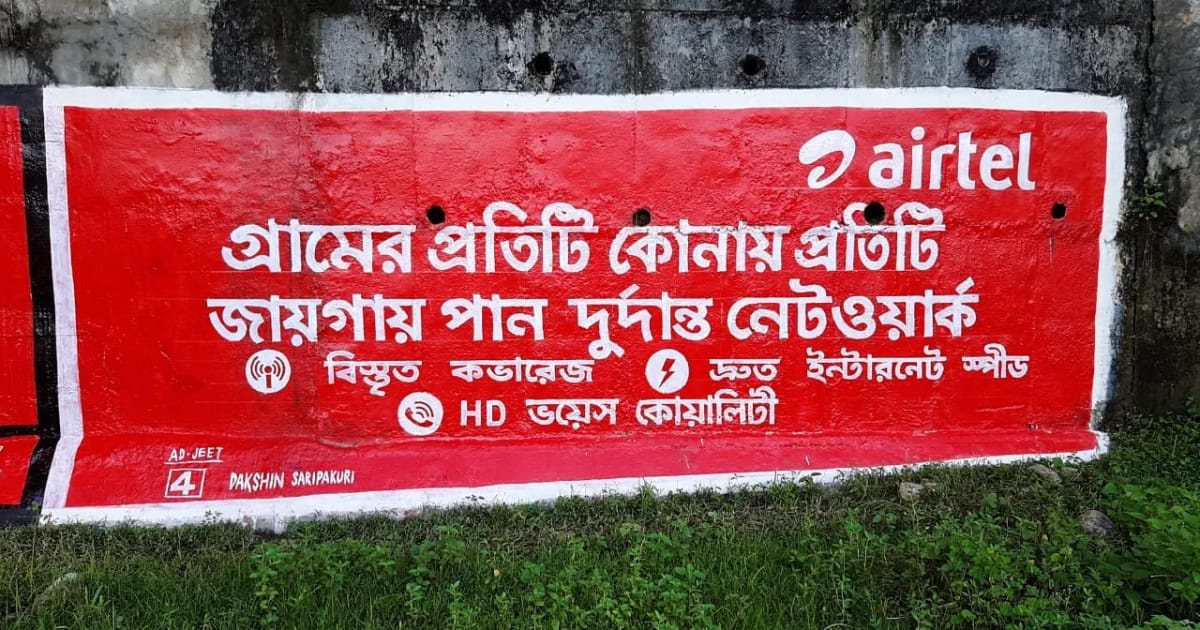 airtel
গ্রামের প্রতিটি কোনায় প্রতিটি
জায়গায় পান দুর্দান্ত নেটওয়ার্ক
বিস্তৃত কভারেজ দ্রুত ইন্টারনেট স্পীড
HD ভয়েস কোয়ালিটী
AD-JEET
4 DAKSHIN SARIPAKURI